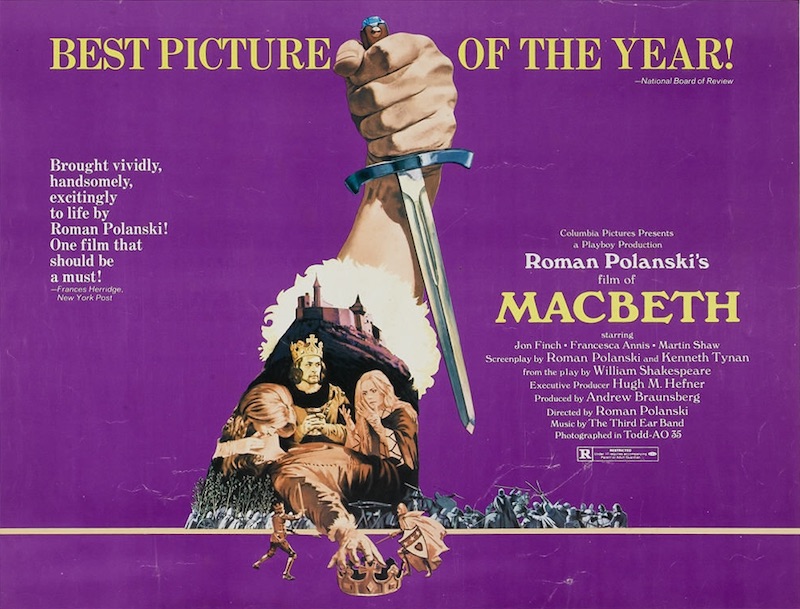 BEST PICTURE OF THE YEAR!
—National Board of Review
Brought vividly,
handsomely,
excitingly
to life by
Roman Polanski!
One film that
should be
a must!
—Frances Herridge,
New York Post
Columbia Pictures Presents
a Playboy Production
Roman Polanski's
film of
MACBETH
starring
Jon Finch • Francesca Annis • Martin Shaw
Screenplay by Roman Polanski and Kenneth Tynan
from the play by William Shakespeare
Executive Producer Hugh M. Hefner
Produced by Andrew Braunsberg
Directed by Roman Polanski
Music by The Third Ear Band
Photographed in Todd-AO 35
R RESTRICTED